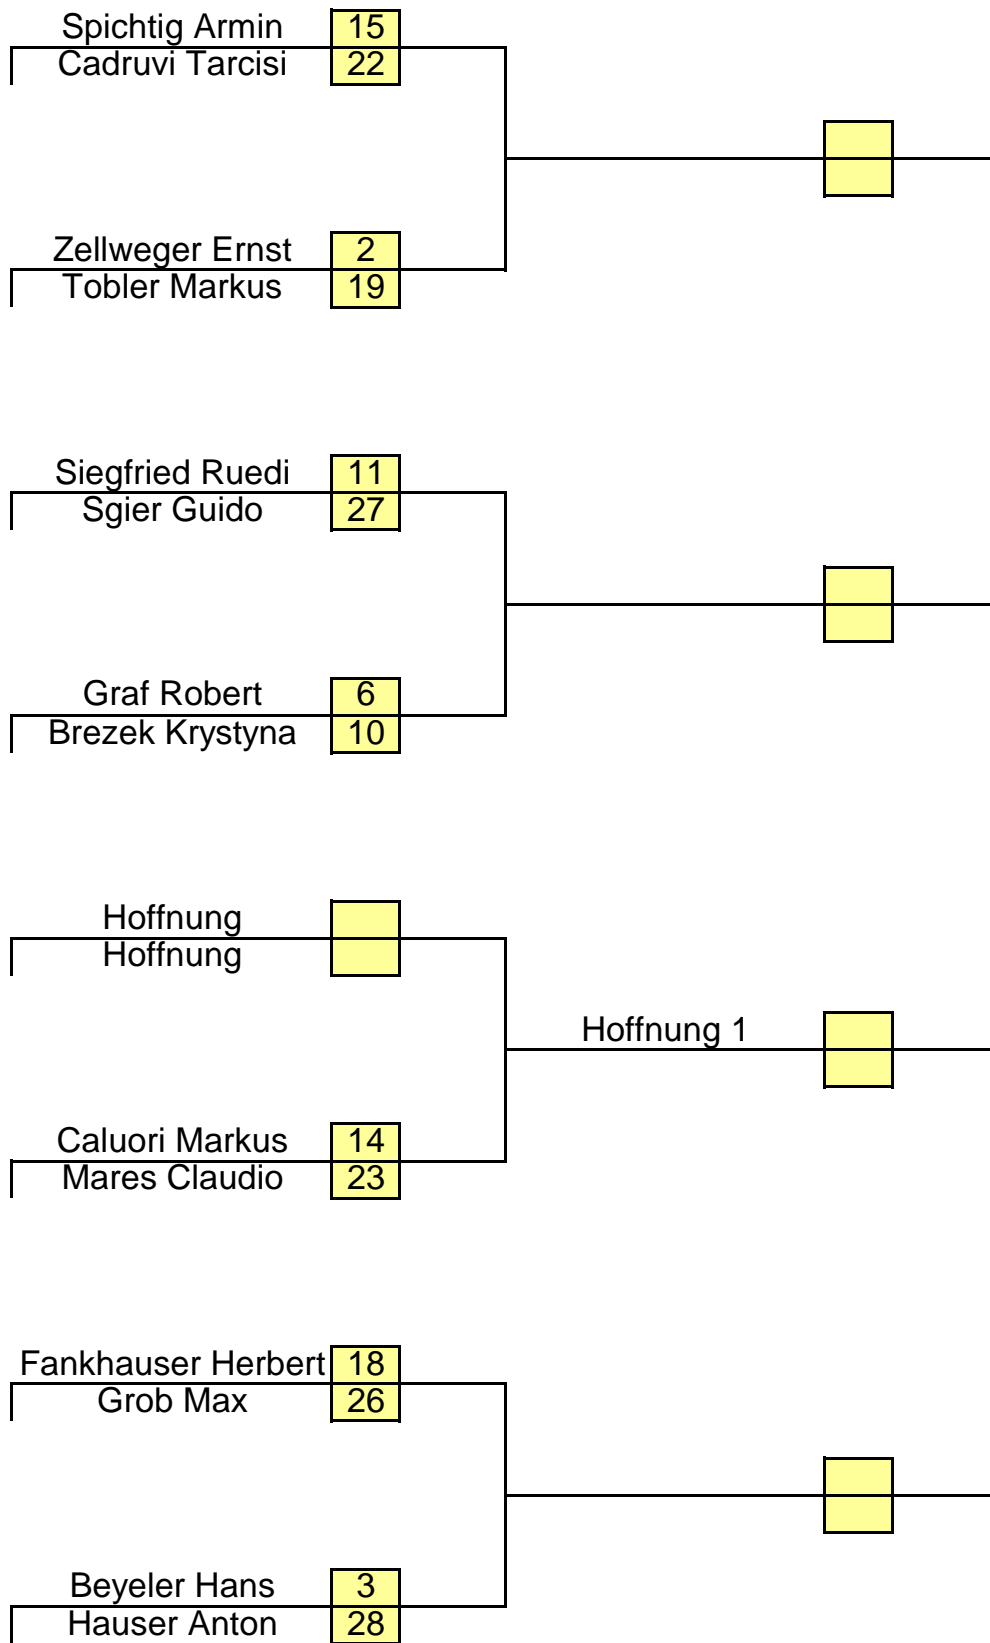 Spichtig Armin 15
Cadruvi Tarcisi 22
Zellweger Ernst 2
Tobler Markus 19
Siegfried Ruedi 11
Sgier Guido 27
Graf Robert 6
Brezek Krystyna 10
Hoffnung
Hoffnung
Hoffnung 1
Caluori Markus 14
Mares Claudio 23
Fankhauser Herbert 18
Grob Max 26
Beyeler Hans 3
Hauser Anton 28